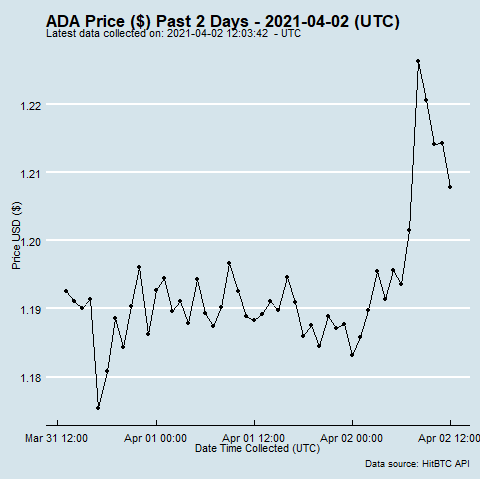 ADA Price ($) Past 2 Days - 2021-04-02 (UTC)
Latest data collected on: 2021-04-02 12:03:42 - UTC
1.22
1.21
1.20
1.19
1.18
Price USD ($)
Mar 31 12:00 Apr 01 00:00 Apr 01 12:00 Apr 02 00:00 Apr 02 12:00
Date Time Collected (UTC)
Data source: HitBTC API